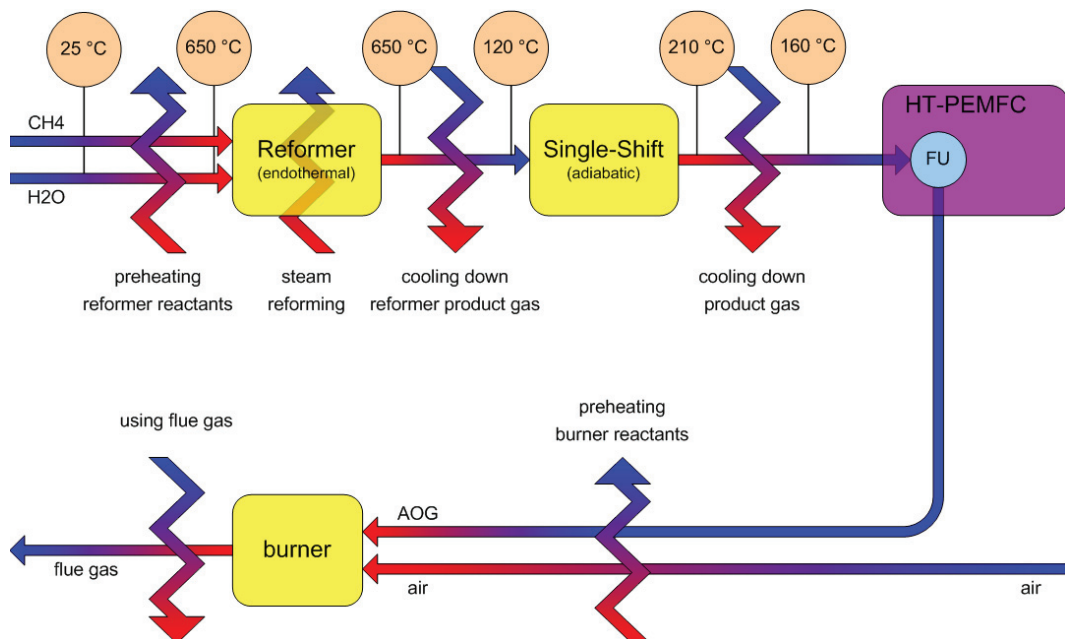 25 °C
650 °C
650 °C
120 °C
210 °C
160 °C
CH4
H2O
Reformer
(endothermal)
Single-Shift
(adiabatic)
HT-PEMFC
FU
preheating
reformer reactants
steam
reforming
cooling down
reformer product gas
cooling down
product gas
using flue gas
preheating
burner reactants
burner
AOG
flue gas
air
air